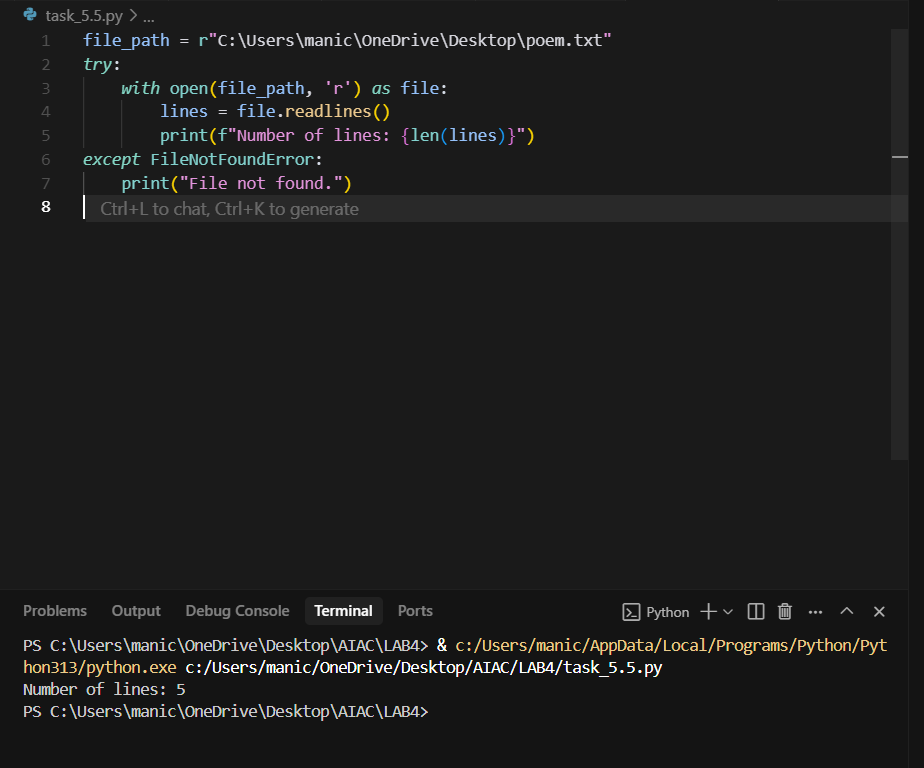 task_5.5.py > ...
1 file_path = r"C:\Users\manic\OneDrive\Desktop\poem.txt"
2 try:
3     with open(file_path, 'r') as file:
4         lines = file.readlines()
5         print(f"Number of lines: {len(lines)}")
6 except FileNotFoundError:
7     print("File not found.")
8 Ctrl+L to chat, Ctrl+K to generate
Problems Output Debug Console Terminal Ports Python
PS C:\Users\manic\OneDrive\Desktop\AIAC\LAB4> & c:/Users/manic/AppData/Local/Programs/Python/Pyt
hon313/python.exe c:/Users/manic/OneDrive/Desktop/AIAC/LAB4/task_5.5.py
Number of lines: 5
PS C:\Users\manic\OneDrive\Desktop\AIAC\LAB4>